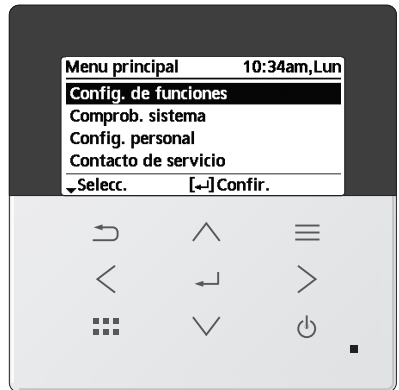 Menu principal 10:34am,Lun
Config. de funciones
Comprob. sistema
Config. personal
Contacto de servicio
Selecc. [↵]Confir.